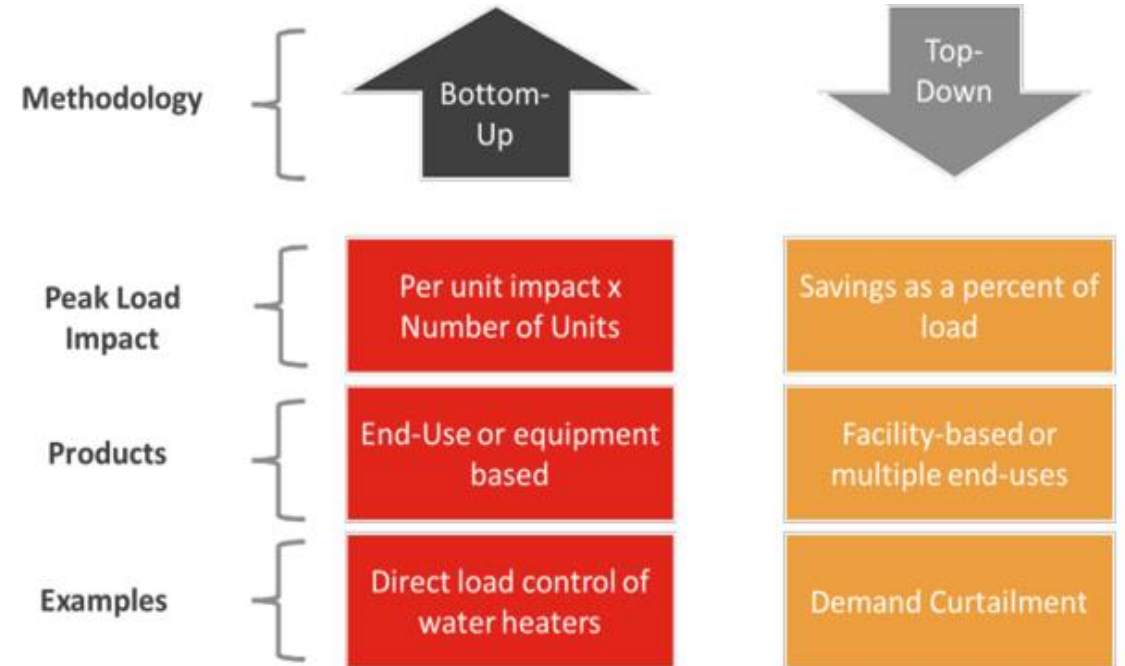 Methodology
Bottom-
Up
Top-
Down
Peak Load
Impact
Per unit impact x
Number of Units
Savings as a percent of
load
Products
End-Use or equipment
based
Facility-based or
multiple end-uses
Examples
Direct load control of
water heaters
Demand Curtailment